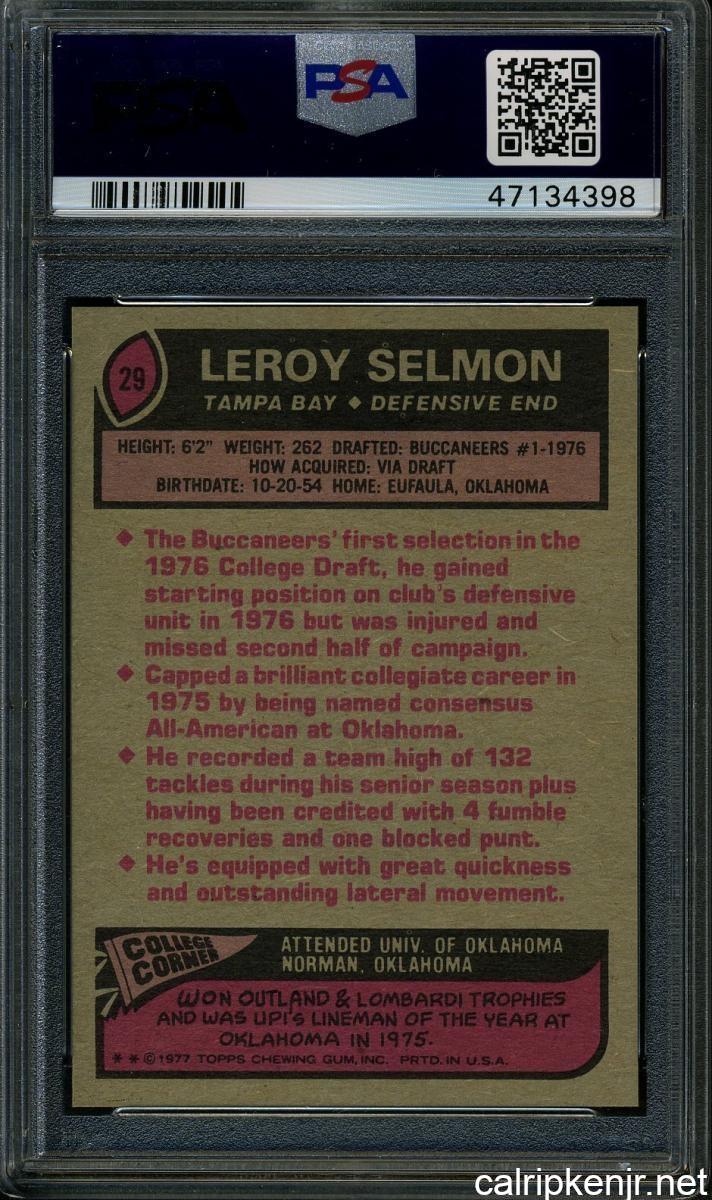 PSA
PSA
47134398
29
LEROY SELMON
TAMPA BAY ◆ DEFENSIVE END
HEIGHT: 6'2" WEIGHT: 262 DRAFTED: BUCCANEERS #1-1976
HOW ACQUIRED: VIA DRAFT
BIRTHDATE: 10-20-54 HOME: EUFAULA, OKLAHOMA
◆ The Buccaneers' first selection in the
1976 College Draft, he gained
starting position on club's defensive
unit in 1976 but was injured and
missed second half of campaign.
◆ Capped a brilliant collegiate career in
1975 by being named consensus
All-American at Oklahoma.
◆ He recorded a team high of 132
tackles during his senior season plus
having been credited with 4 fumble
recoveries and one blocked punt.
◆ He's equipped with great quickness
and outstanding lateral movement.
COLLEGE
CORNER
ATTENDED UNIV. OF OKLAHOMA
NORMAN, OKLAHOMA
WON OUTLAND & LOMBARDI TROPHIES
AND WAS UPI'S LINEMAN OF THE YEAR AT
OKLAHOMA IN 1975.
* * © 1977 TOPPS CHEWING GUM, INC. PRTD. IN U.S.A.
calripkenjr.net